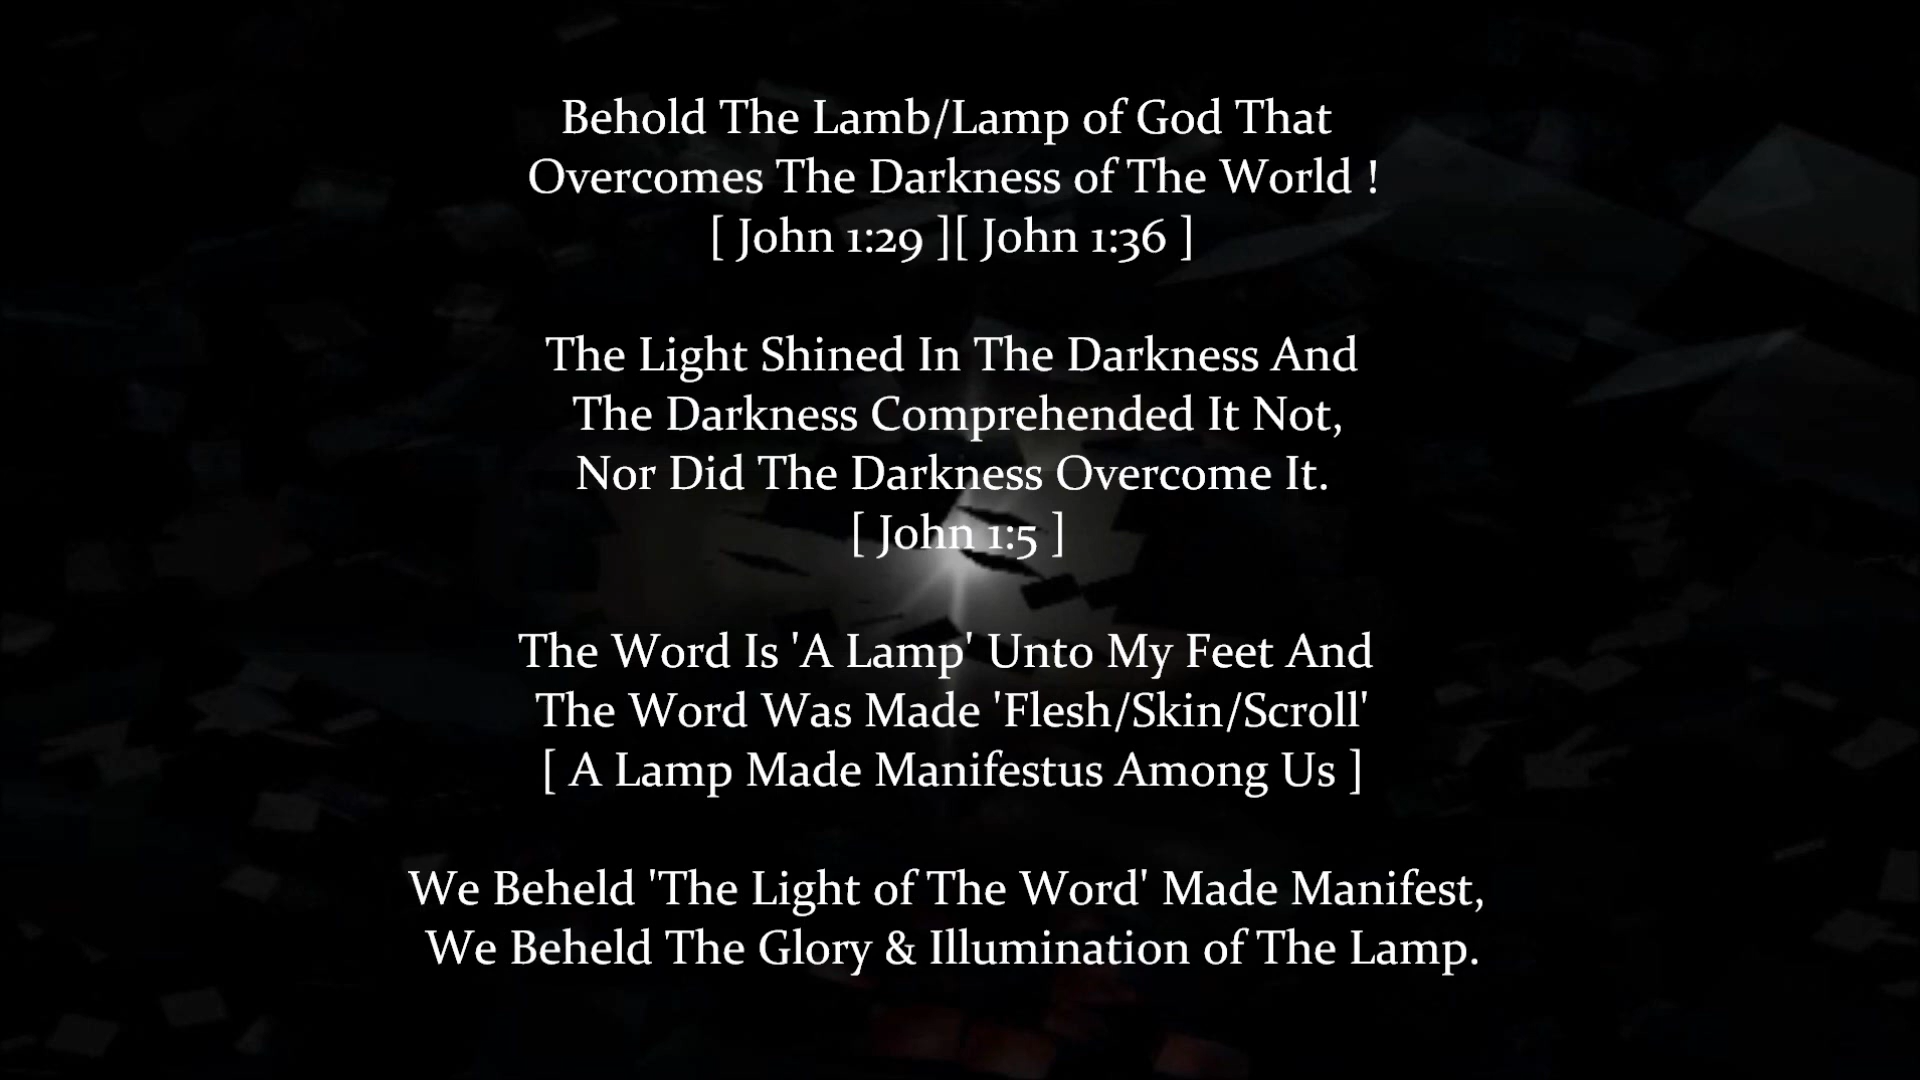 Behold The Lamb/Lamp of God That
Overcomes The Darkness of The World !
[ John 1:29 ][ John 1:36 ]
The Light Shined In The Darkness And
The Darkness Comprehended It Not,
Nor Did The Darkness Overcome It.
[ John 1:5 ]
The Word Is 'A Lamp' Unto My Feet And
The Word Was Made 'Flesh/Skin/Scroll'
[ A Lamp Made Manifestus Among Us ]
We Beheld 'The Light of The Word' Made Manifest,
We Beheld The Glory & Illumination of The Lamp.